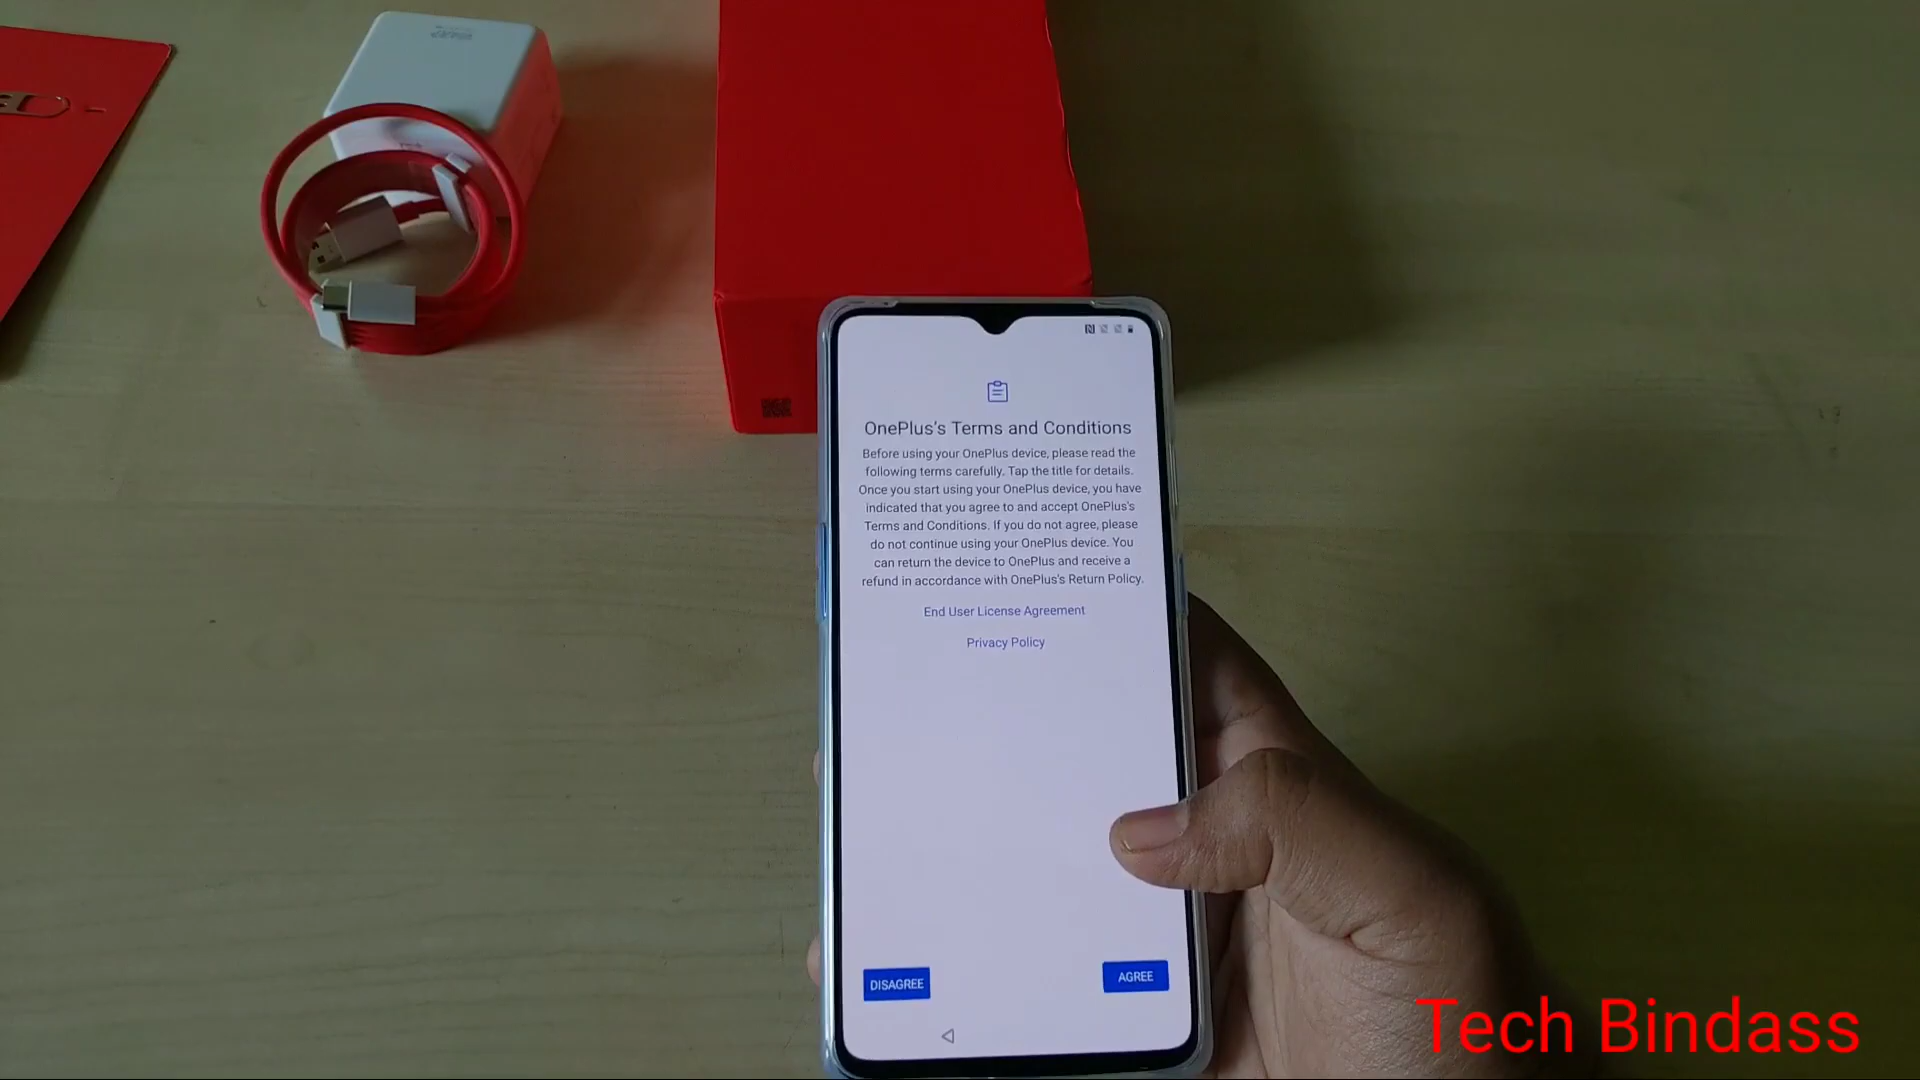 OnePlus's Terms and Conditions
Before using your OnePlus device, please read the
following terms carefully. Tap the title for details.
Once you start using your OnePlus device, you have
indicated that you agree to and accept OnePlus's
Terms and Conditions. If you do not agree, please
do not continue using your OnePlus device. You
can return the device to OnePlus and receive a
refund in accordance with OnePlus's Return Policy.
End User License Agreement
Privacy Policy
DISAGREE
AGREE
Tech Bindass